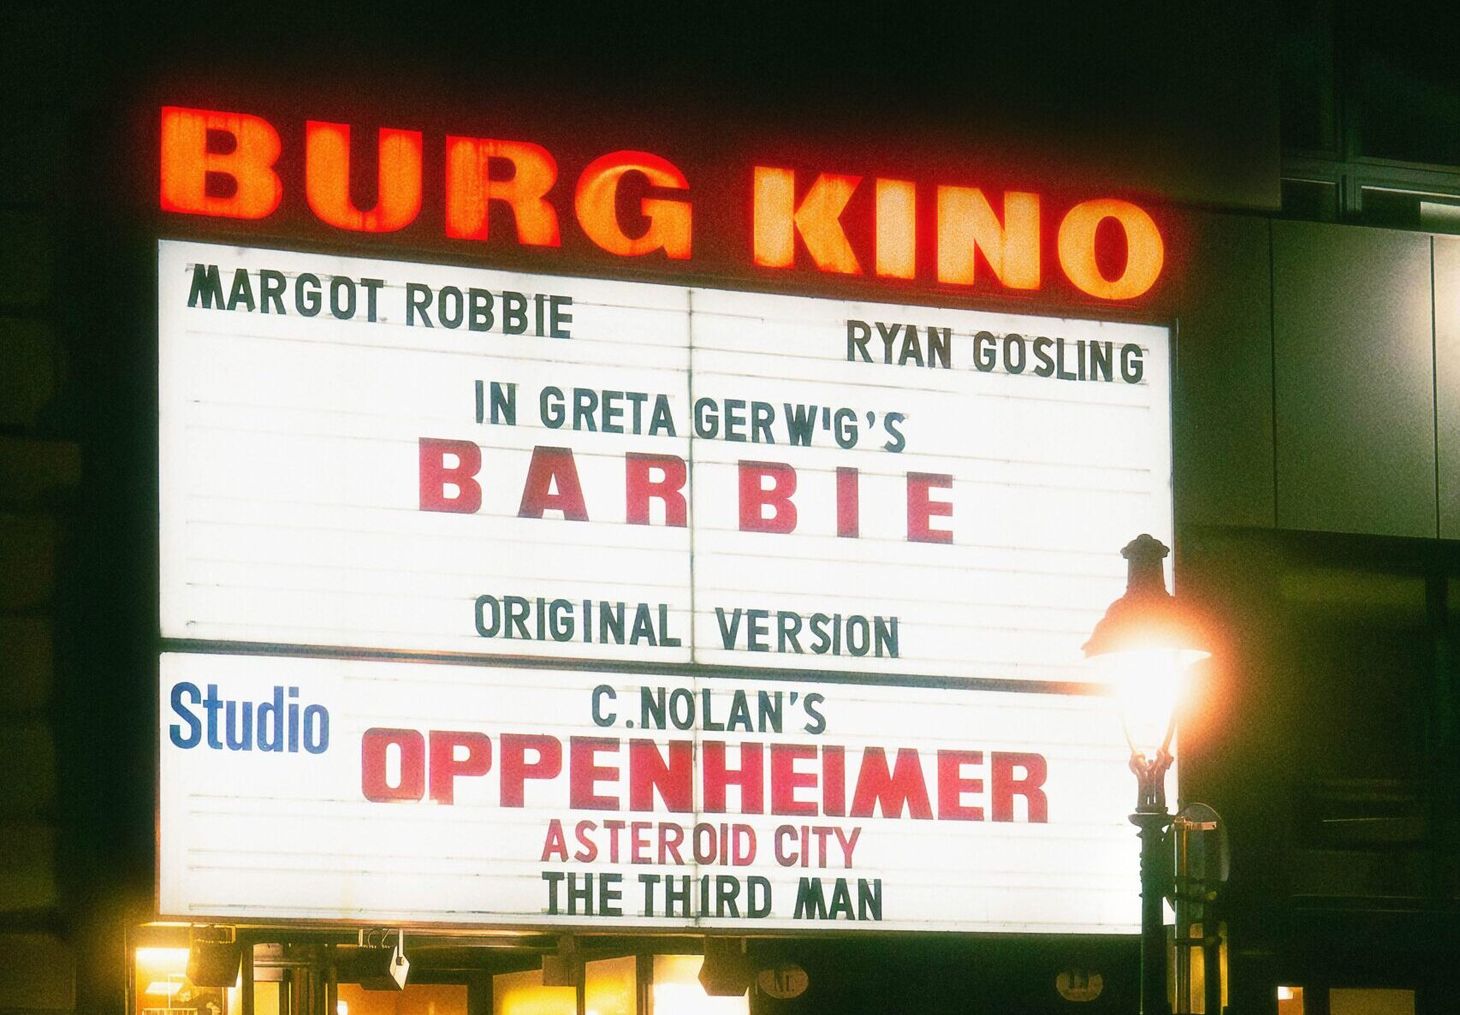 BURG KINO
MARGOT ROBBIE
RYAN GOSLING
IN GRETA GERWIG'S
BARBIE
ORIGINAL VERSION
Studio
C.NOLAN'S
OPPENHEIMER
ASTEROID CITY
THE THIRD MAN